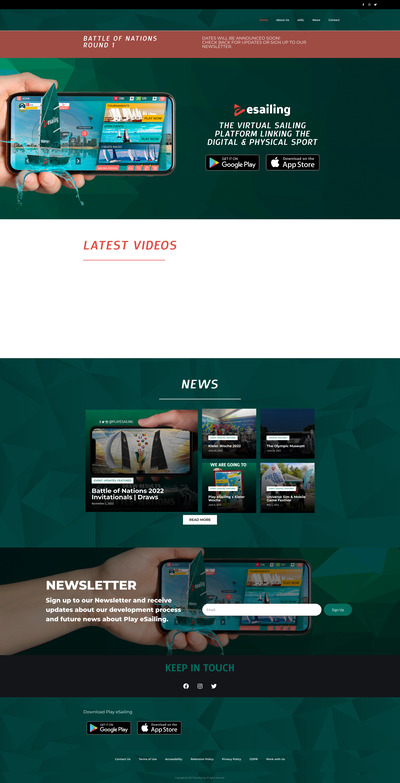 Home About Us eSRL News Contact
BATTLE OF NATIONS
ROUND 1
DATES WILL BE ANNOUNCED SOON!
CHECK BACK FOR UPDATES OR SIGN UP TO OUR
NEWSLETTER.
esailing
THE VIRTUAL SAILING
PLATFORM LINKING THE
DIGITAL & PHYSICAL SPORT
GET IT ON
Google Play
Download on the
App Store
LATEST VIDEOS
NEWS
@PLAYESAILING
Battle of Nations 2022
Invitationals | Draws
Kieler Woche 2022
The Olympic Museum
WE ARE GOING TO
Play eSailing x Kieler
Woche
Universe Sim & Mobile
Game Festival
READ MORE
NEWSLETTER
Sign up to our Newsletter and receive
updates about our development process
and future news about Play eSailing.
Email
Sign Up
KEEP IN TOUCH
Download Play eSailing
GET IT ON
Google Play
Download on the
App Store
Contact Us Terms of Use Accessibility References Policy Privacy Policy GDPR Work with Us